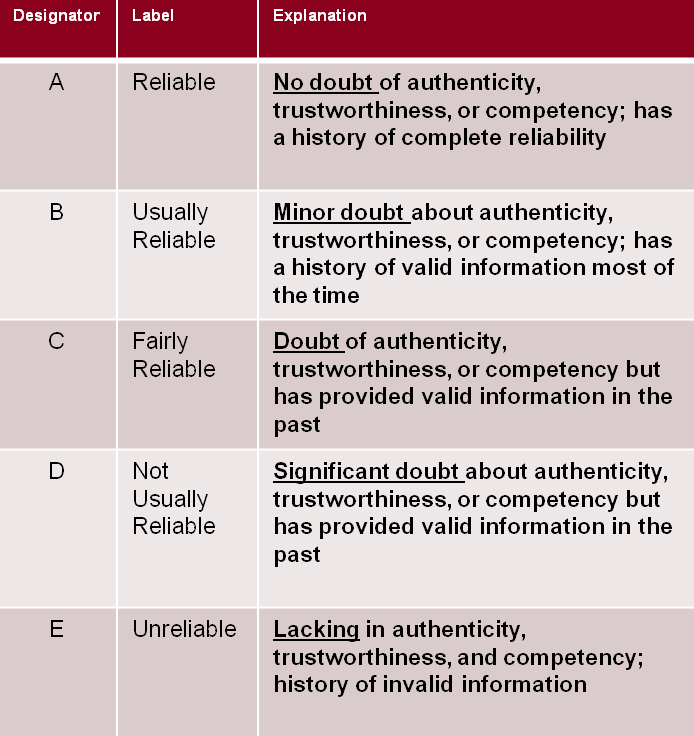 Designator Label Explanation
A Reliable No doubt of authenticity,
trustworthiness, or competency; has
a history of complete reliability
B Usually Minor doubt about authenticity,
Reliable trustworthiness, or competency; has
a history of valid information most of
the time
C Fairly Doubt of authenticity,
Reliable trustworthiness, or competency but
has provided valid information in the
past
D Not Significant doubt about authenticity,
Usually trustworthiness, or competency but
Reliable has provided valid information in the
past
E Unreliable Lacking in authenticity,
trustworthiness, and competency;
history of invalid information